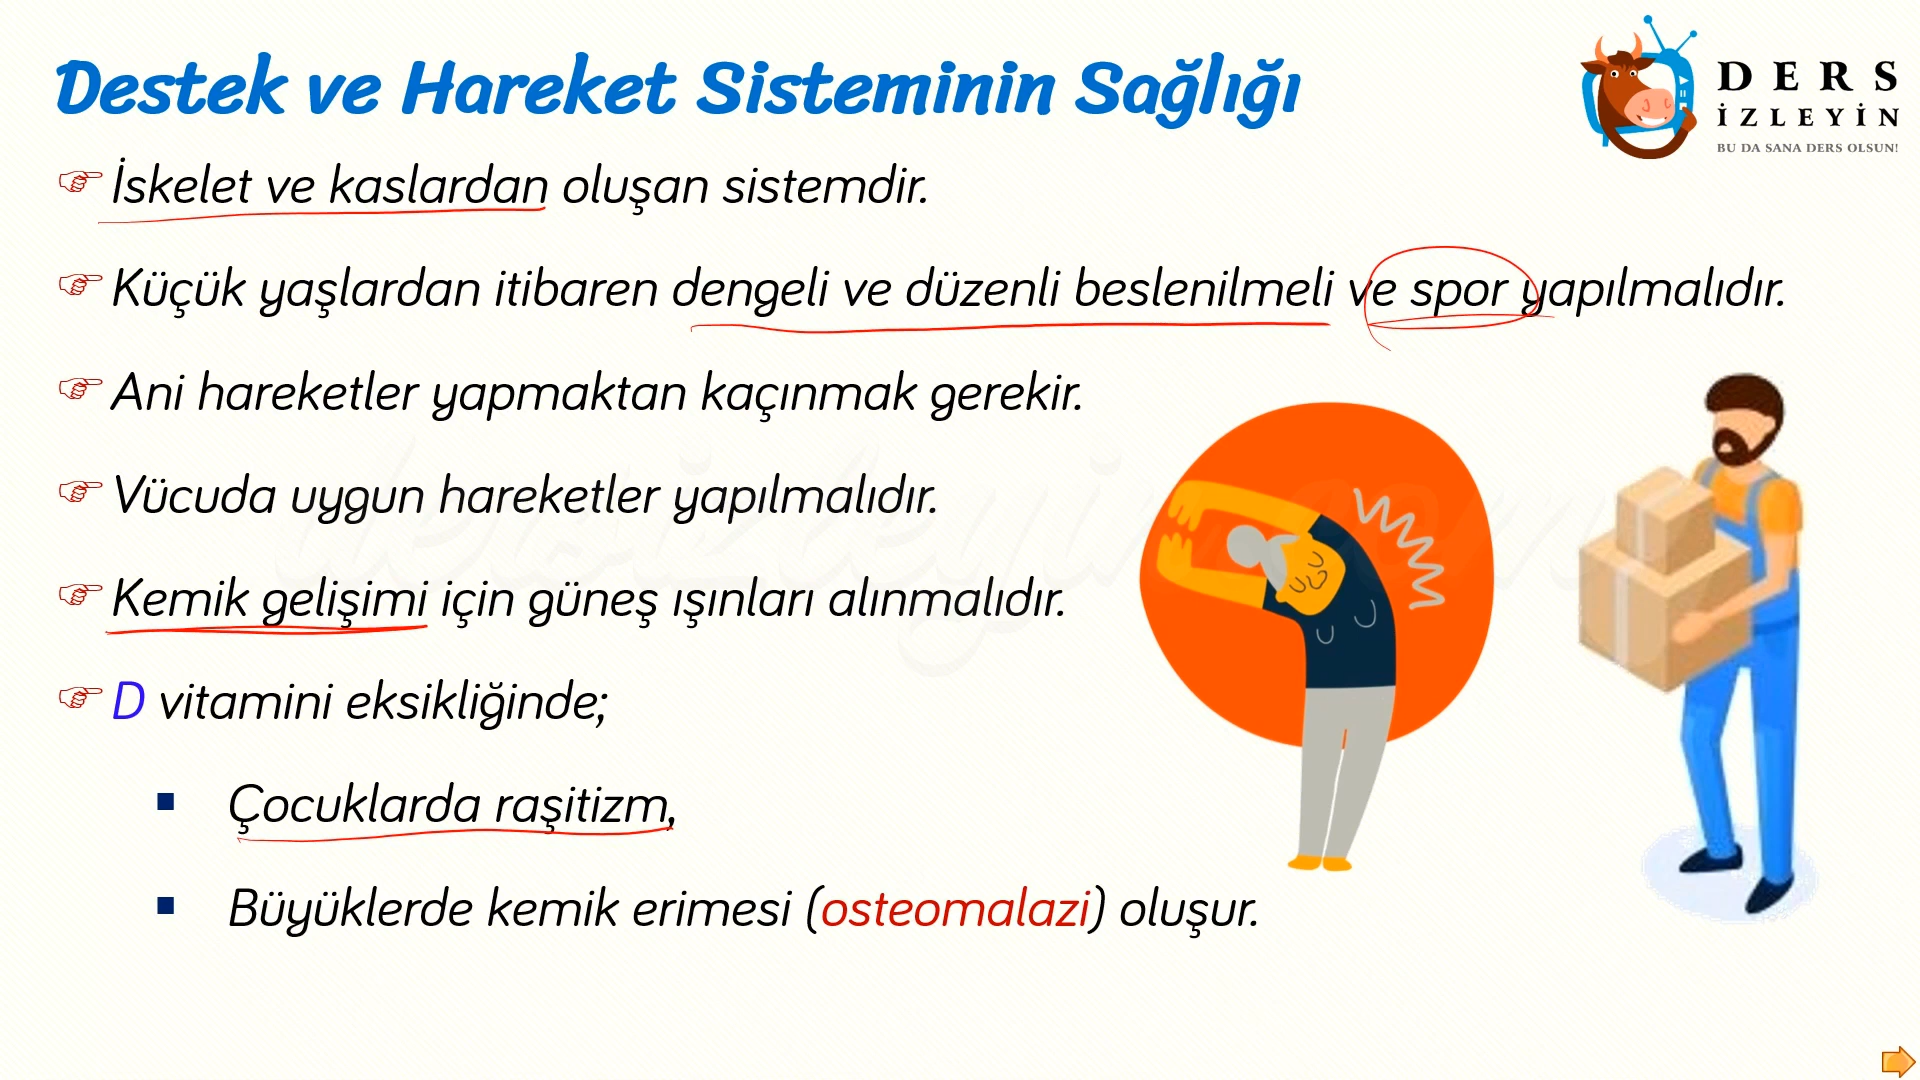 Destek ve Hareket Sisteminin Sağlığı
DERS
İZLEYİN
BU DA SANA DERS OLSUN!
İskelet ve kaslardan oluşan sistemdir.
Küçük yaşlardan itibaren dengeli ve düzenli beslenilmeli ve spor yapılmalıdır.
Ani hareketler yapmaktan kaçınmak gerekir.
Vücuda uygun hareketler yapılmalıdır.
Kemik gelişimi için güneş ışınları alınmalıdır.
D vitamini eksikliğinde;
Çocuklarda raşitizm,
Büyüklerde kemik erimesi (osteomalazi) oluşur.